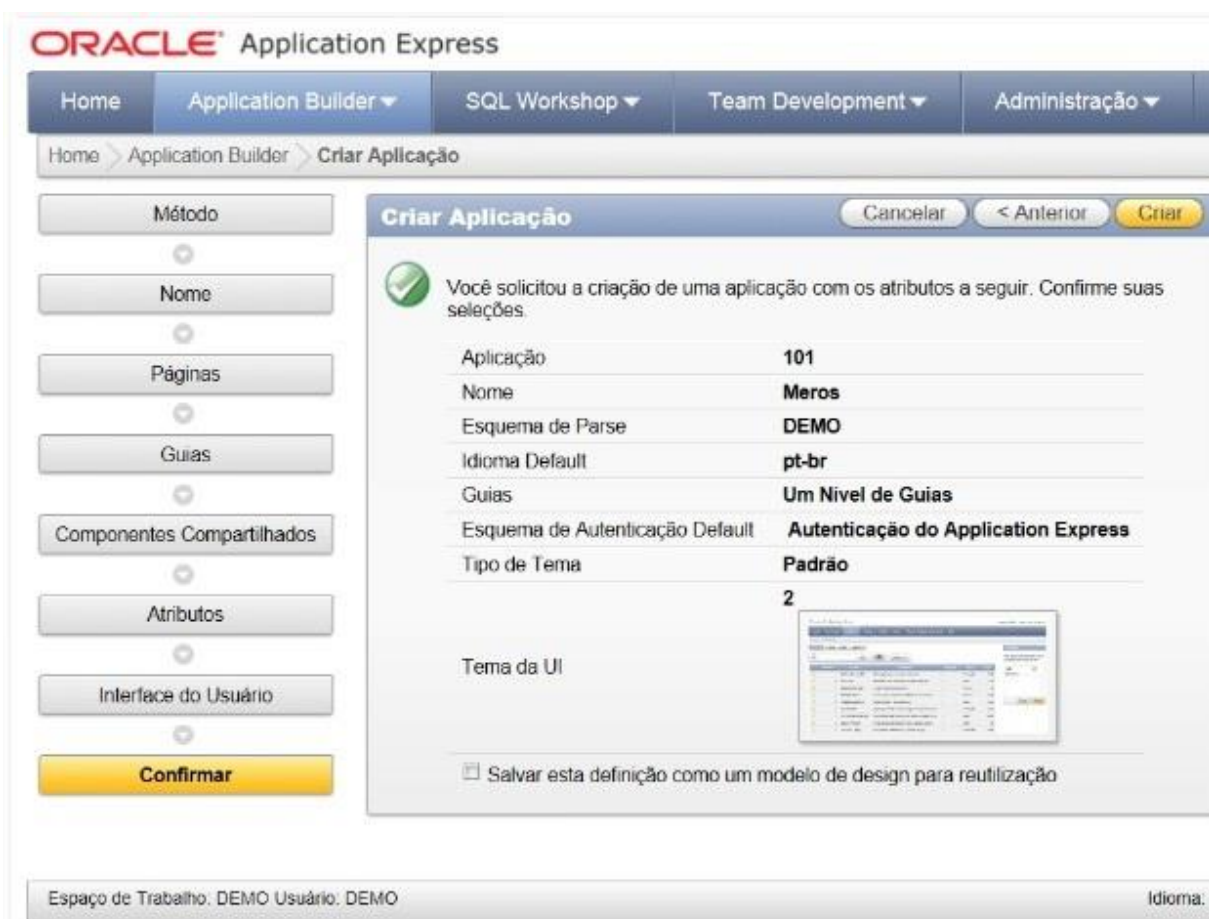 ORACLE Application Express
Home Application Builder SQL Workshop Team Development Administração
Home Application Builder Criar Aplicação
Método
Nome
Páginas
Guias
Componentes Compartilhados
Atributos
Interface do Usuário
Confirmar
Criar Aplicação Cancelar < Anterior Criar
Você solicitou a criação de uma aplicação com os atributos a seguir. Confirme suas
seleções.
Aplicação 101
Nome Meros
Esquema de Parse DEMO
Idioma Default pt-br
Guias Um Nivel de Guias
Esquema de Autenticação Default Autenticação do Application Express
Tipo de Tema Padrão
Tema da UI 2
Salvar esta definição como um modelo de design para reutilização
Espaço de Trabalho: DEMO Usuário: DEMO Idioma: